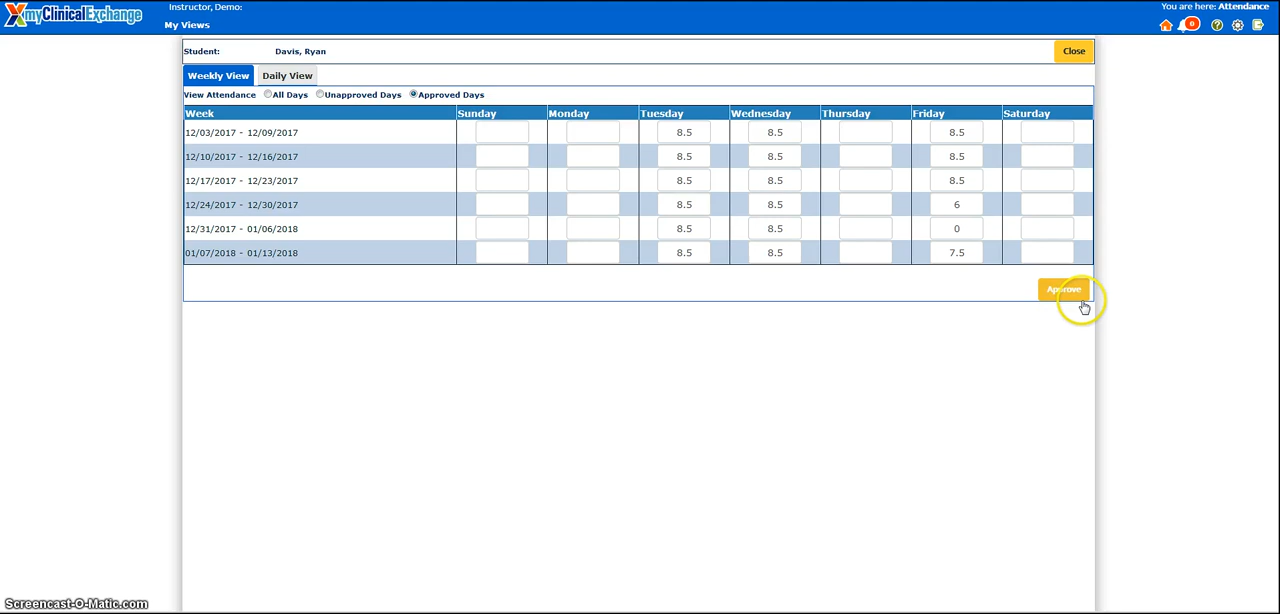 myClinicalExchange
Instructor, Demo:
You are here: Attendance
My Views
0
?
Student: Davis, Ryan
Close
Weekly View Daily View
View Attendance All Days Unapproved Days Approved Days
Week Sunday Monday Tuesday Wednesday Thursday Friday Saturday
12/03/2017 - 12/09/2017 8.5 8.5 8.5
12/10/2017 - 12/16/2017 8.5 8.5 8.5
12/17/2017 - 12/23/2017 8.5 8.5 8.5
12/24/2017 - 12/30/2017 8.5 8.5 6
12/31/2017 - 01/06/2018 8.5 8.5 0
01/07/2018 - 01/13/2018 8.5 8.5 7.5
Approve
Screencast-O-Matic.com